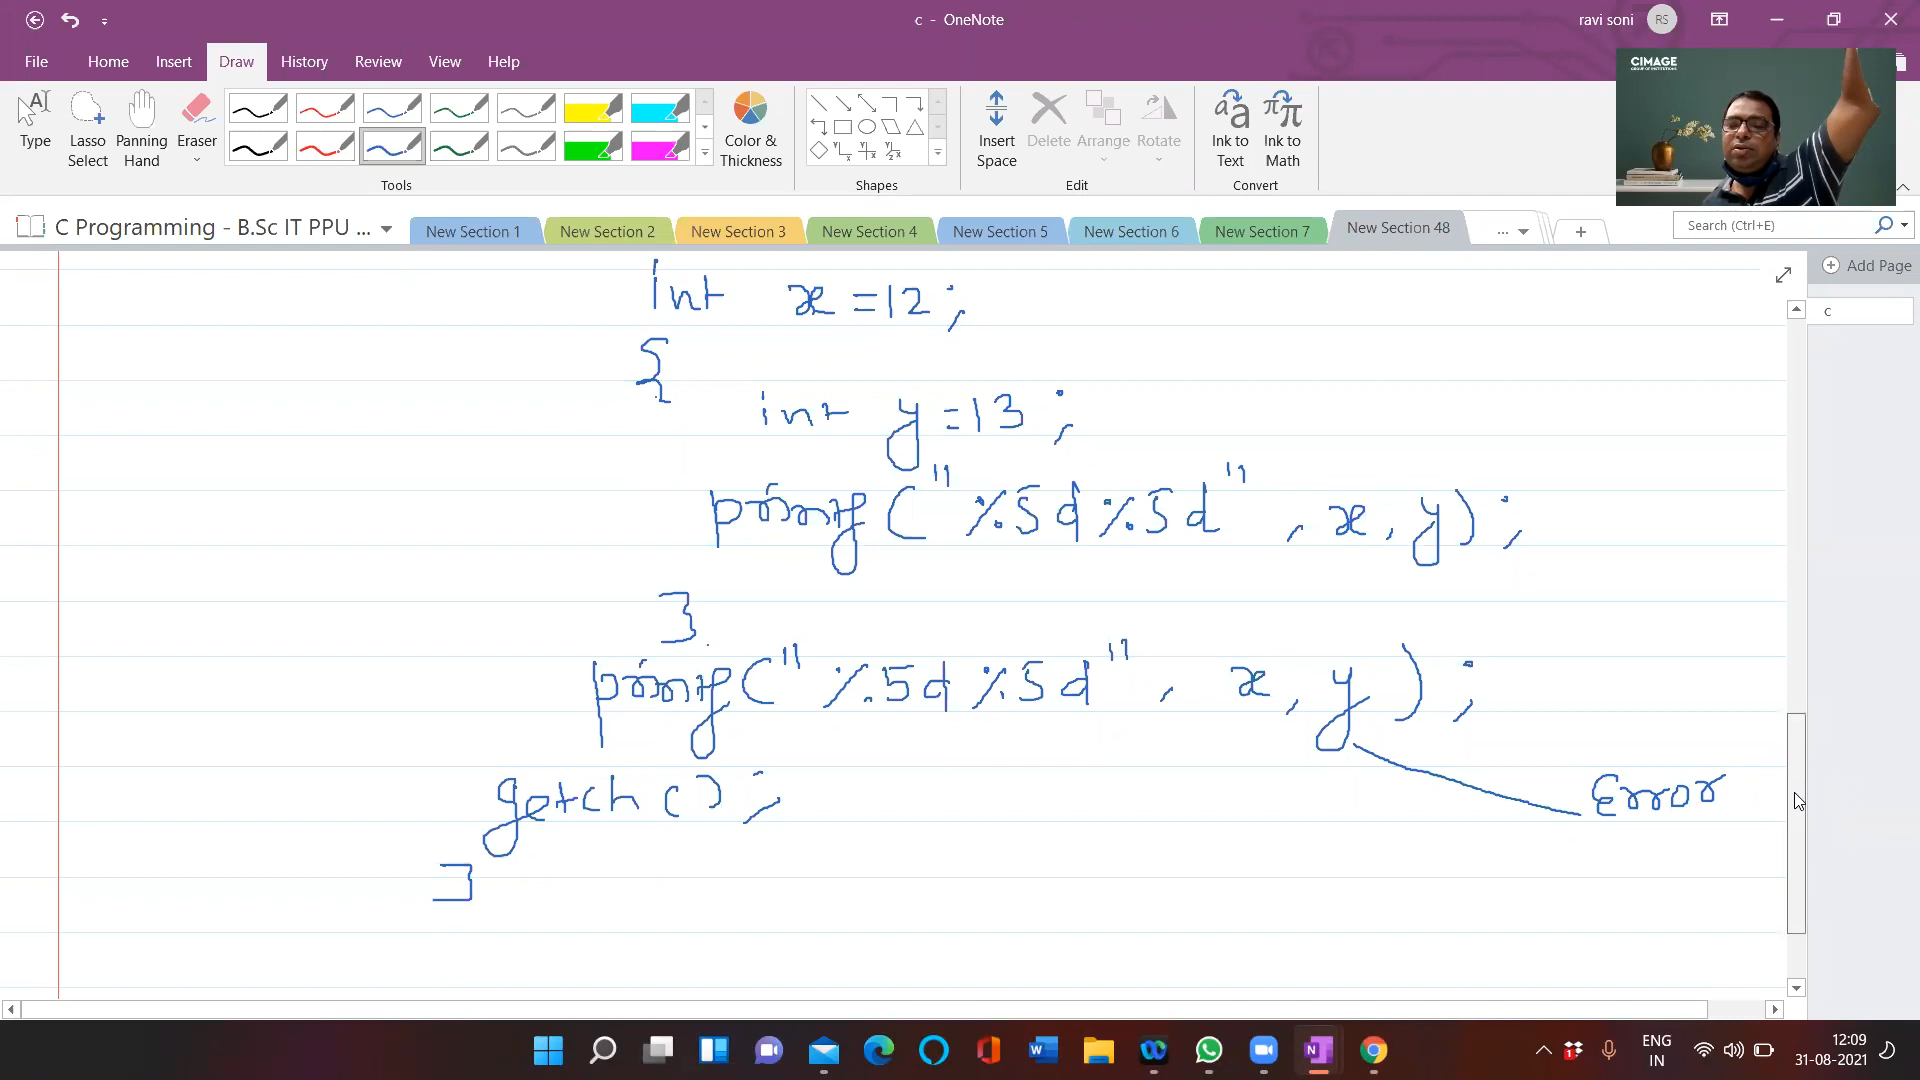 c - OneNote
ravi soni RS
File Home Insert Draw History Review View Help
CIMAGE
GROUP OF INSTITUTIONS
Type Lasso Select Panning Hand Eraser Color & Thickness Insert Space Delete Arrange Rotate Ink to Text Ink to Math
Tools Shapes Edit Convert
C Programming - B.Sc IT PPU ... New Section 1 New Section 2 New Section 3 New Section 4 New Section 5 New Section 6 New Section 7 New Section 48 ... Search (Ctrl+E)
Add Page
c
int x = 12 ;
{
int y = 13 ;
printf ( " %5d %5d " , x , y ) ;
}
printf ( " %5d %5d " , x , y ) ;
getch ( ) ;
Error
}
ENG
IN
12:09
31-08-2021